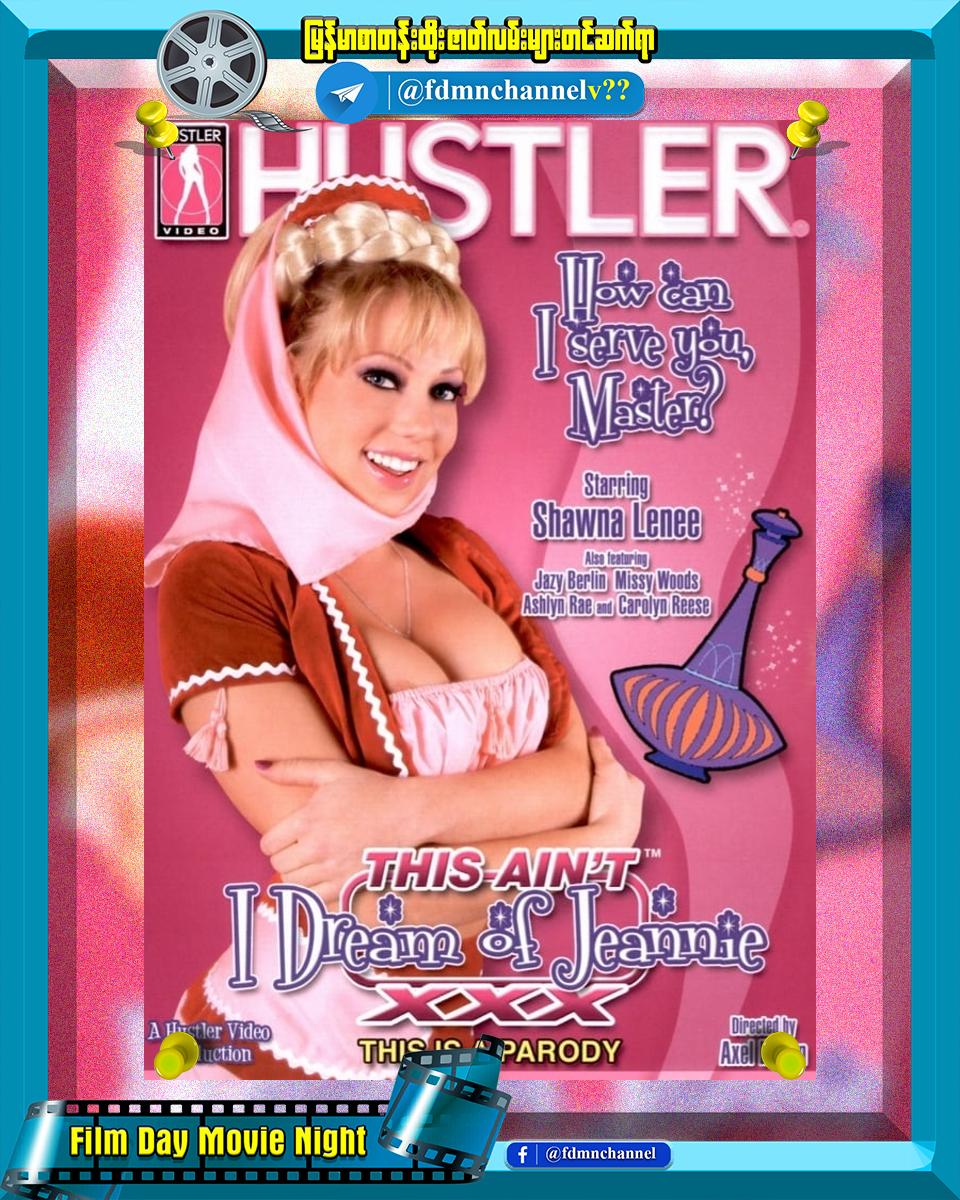 မြန်မာစာတန်းထိုးဇာတ်လမ်းများတင်ဆက်ရာ
@fdmnchannelv??
HUSTLER
VIDEO
HUSTLER.
How can
I serve you,
Master?
Starring
Shawna Lenee
Also featuring
Jazy Berlin Missy Woods
Ashlyn Rae and Carolyn Reese
THIS AIN'T™
I Dream of Jeannie
XXX
THIS IS A PARODY
A Hustler Video
Directed by
Axel
Film Day Movie Night
@fdmnchannel